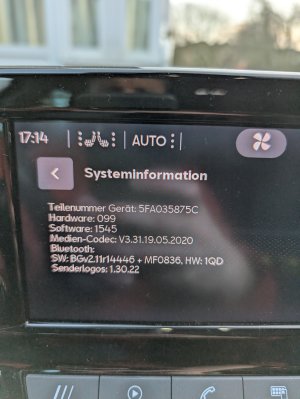 17:14 AUTO
Systeminformation
Teilenummer Gerät: 5FA035875C
Hardware: 099
Software: 1545
Medien-Codec: V3.31.19.05.2020
Bluetooth:
SW: BGv2.11r14446 + MF0836, HW: 1QD
Senderlogos: 1.30.22